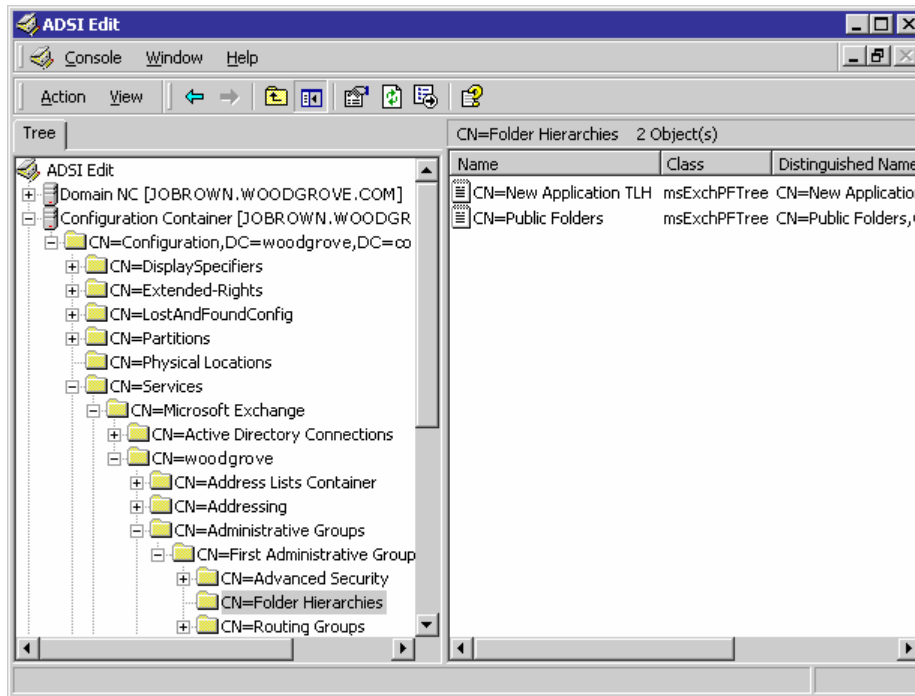 ADSI Edit
Console Window Help
Action View
Tree
CN=Folder Hierarchies 2 Object(s)
ADSI Edit
Domain NC [JOBROWN.WOODGROVE.COM]
Configuration Container [JOBROWN.WOODGR
CN=Configuration,DC=woodgrove,DC=co
CN=DisplaySpecifiers
CN=Extended-Rights
CN=LostAndFoundConfig
CN=Partitions
CN=Physical Locations
CN=Services
CN=Microsoft Exchange
CN=Active Directory Connections
CN=woodgrove
CN=Address Lists Container
CN=Addressing
CN=Administrative Groups
CN=First Administrative Group
CN=Advanced Security
CN=Folder Hierarchies
CN=Routing Groups
Name Class Distinguished Name
CN=New Application TLH msExchPFTree CN=New Applicatio
CN=Public Folders msExchPFTree CN=Public Folders,